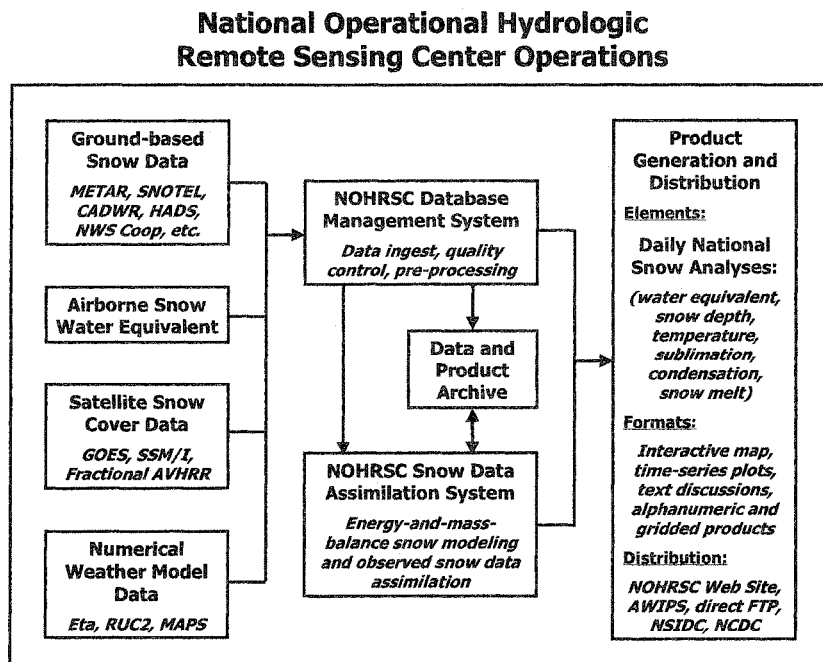 National Operational Hydrologic
Remote Sensing Center Operations
Ground-based
Snow Data
METAR, SNOTEL,
CADWR, HADS,
NWS Coop, etc.
Airborne Snow
Water Equivalent
Satellite Snow
Cover Data
GOES, SSM/I,
Fractional AVHRR
Numerical
Weather Model
Data
Eta, RUC2, MAPS
NOHRSC Database
Management System
Data ingest, quality
control, pre-processing
Data and
Product
Archive
NOHRSC Snow Data
Assimilation System
Energy-and-mass-
balance snow modeling
and observed snow data
assimilation
Product
Generation and
Distribution
Elements:
Daily National
Snow Analyses:
(water equivalent,
snow depth,
temperature,
sublimation,
condensation,
snow melt)
Formats:
Interactive map,
time-series plots,
text discussions,
alphanumeric and
gridded products
Distribution:
NOHRSC Web Site,
AWIPS, direct FTP,
NSIDC, NCDC